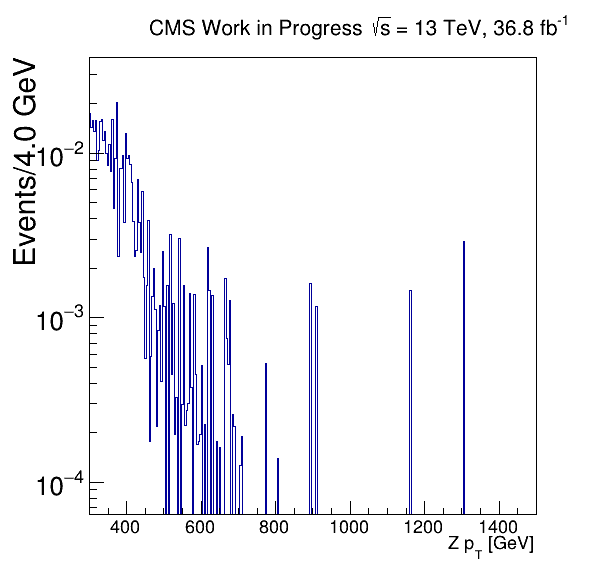 CMS Work in Progress √s = 13 TeV, 36.8 fb⁻¹
Events/4.0 GeV
10⁻²
10⁻³
10⁻⁴
400 600 800 1000 1200 1400
Z p_T [GeV]